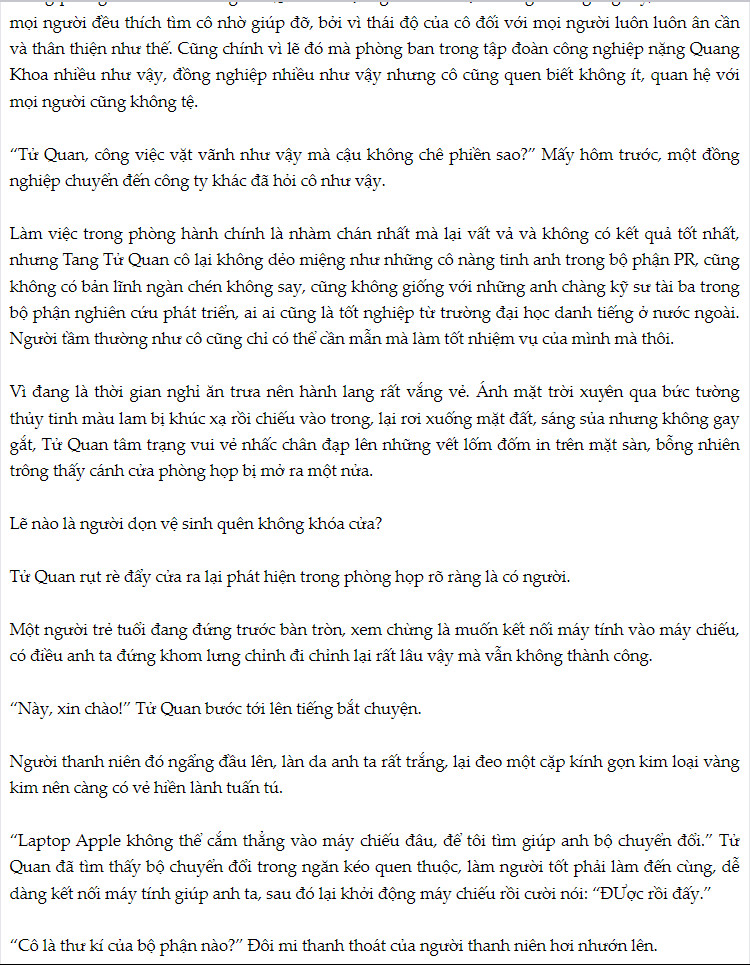 mọi người đều thích tìm cô nhờ giúp đỡ, bởi vì thái độ của cô đối với mọi người luôn luôn ân cần
và thân thiện như thế. Cũng chính vì lẽ đó mà phòng ban trong tập đoàn công nghiệp nặng Quang
Khoa nhiều như vậy, đồng nghiệp nhiều như vậy nhưng cô cũng quen biết không ít, quan hệ với
mọi người cũng không tệ.
“Tử Quan, công việc vặt vãnh như vậy mà cậu không chê phiền sao?” Mấy hôm trước, một đồng
nghiệp chuyển đến công ty khác đã hỏi cô như vậy.
Làm việc trong phòng hành chính là nhàm chán nhất mà lại vất vả và không có kết quả tốt nhất,
nhưng Tang Tử Quan cô lại không dẻo miệng như những cô nàng tinh anh trong bộ phận PR, cũng
không có bản lĩnh ngàn chén không say, cũng không giống với những anh chàng kỹ sư tài ba trong
bộ phận nghiên cứu phát triển, ai ai cũng là tốt nghiệp từ trường đại học danh tiếng ở nước ngoài.
Người tầm thường như cô cũng chỉ có thể cần mẫn mà làm tốt nhiệm vụ của mình mà thôi.
Vì đang là thời gian nghỉ ăn trưa nên hành lang rất vắng vẻ. Ánh mặt trời xuyên qua bức tường
thủy tinh màu lam bị khúc xạ rồi chiếu vào trong, lại rơi xuống mặt đất, sáng sủa nhưng không gay
gắt, Tử Quan tâm trạng vui vẻ nhấc chân đạp lên những vết lốm đốm in trên mặt sàn, bỗng nhiên
trông thấy cánh cửa phòng họp bị mở ra một nửa.
Lẽ nào là người dọn vệ sinh quên không khóa cửa?
Tử Quan rụt rè đẩy cửa ra lại phát hiện trong phòng họp rõ ràng là có người.
Một người trẻ tuổi đang đứng trước bàn tròn, xem chừng là muốn kết nối máy tính vào máy chiếu,
có điều anh ta đứng khom lưng chỉnh đi chỉnh lại rất lâu vậy mà vẫn không thành công.
“Này, xin chào!” Tử Quan bước tới lên tiếng bắt chuyện.
Người thanh niên đó ngẩng đầu lên, làn da anh ta rất trắng, lại đeo một cặp kính gọn kim loại vàng
kim nên càng có vẻ hiền lành tuấn tú.
“Laptop Apple không thể cắm thẳng vào máy chiếu đâu, để tôi tìm giúp anh bộ chuyển đổi.” Tử
Quan đã tìm thấy bộ chuyển đổi trong ngăn kéo quen thuộc, làm người tốt phải làm đến cùng, dễ
dàng kết nối máy tính giúp anh ta, sau đó lại khởi động máy chiếu rồi cười nói: “ĐƯợc rồi đấy.”
“Cô là thư kí của bộ phận nào?” Đôi mi thanh thoát của người thanh niên hơi nhướn lên.